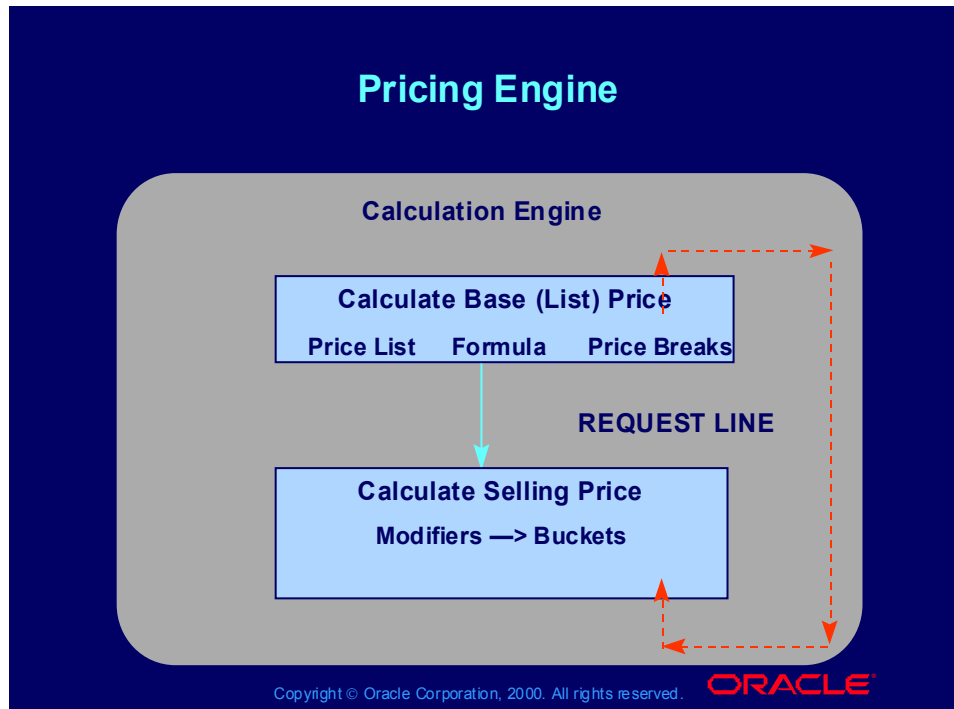 Pricing Engine
Calculation Engine
Calculate Base (List) Price
Price List Formula Price Breaks
REQUEST LINE
Calculate Selling Price
Modifiers —> Buckets
Copyright © Oracle Corporation, 2000. All rights reserved.
ORACLE®